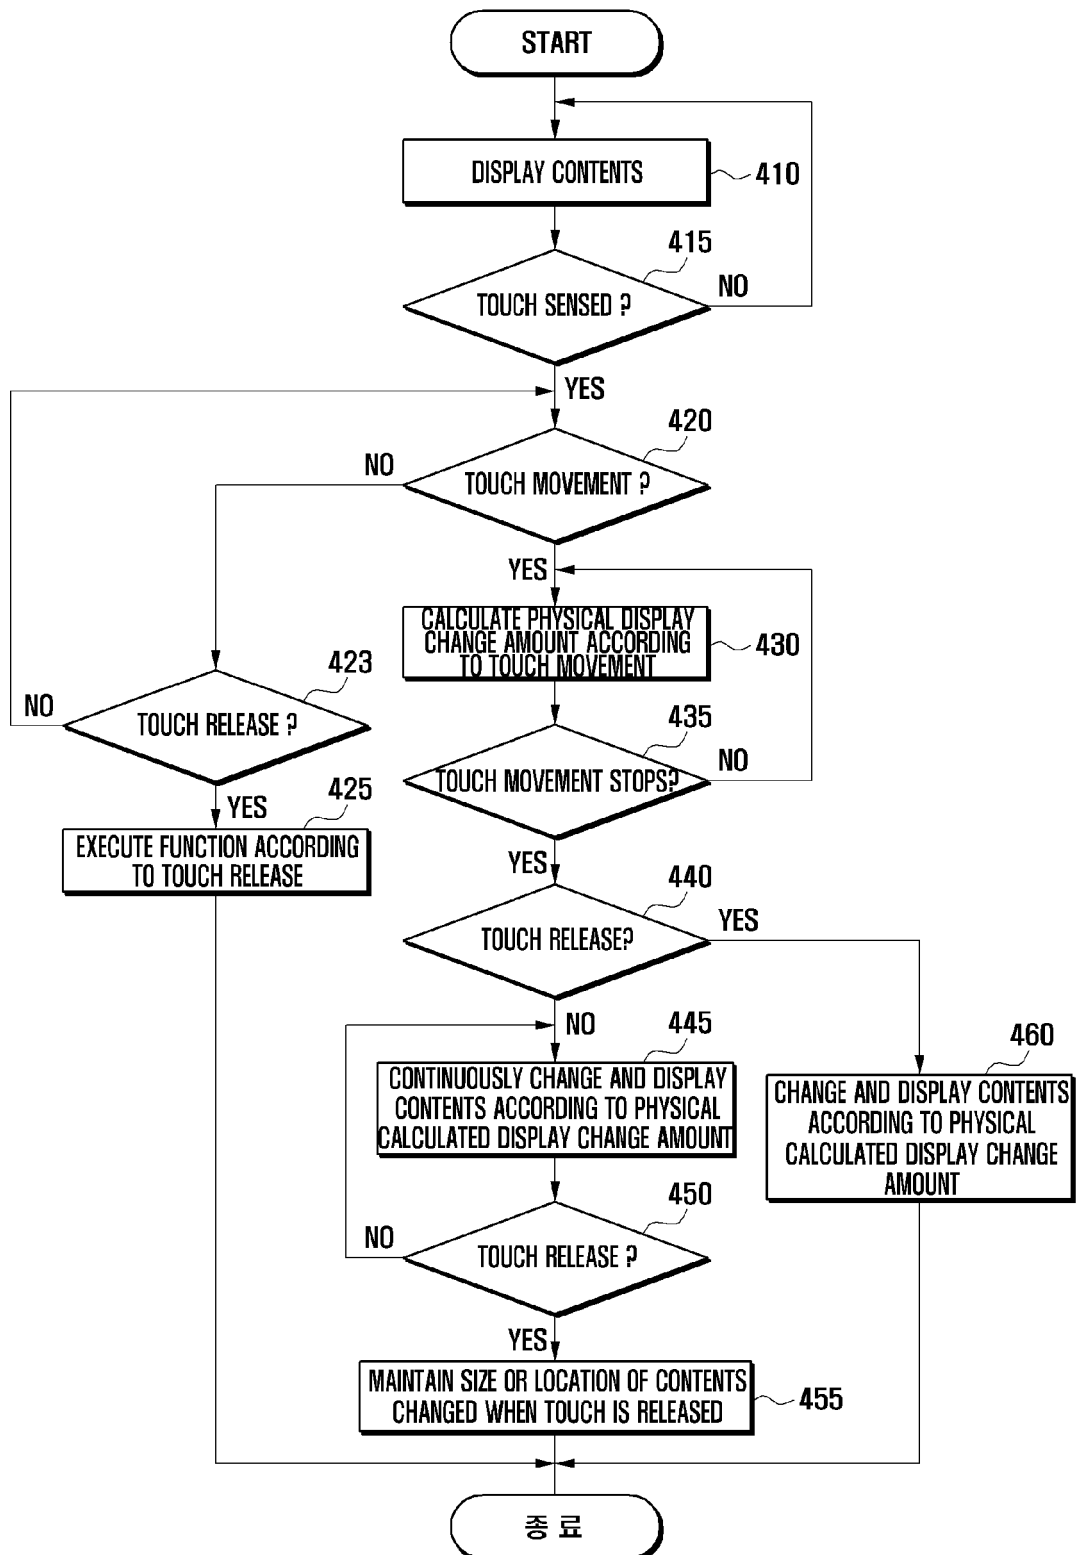 START
DISPLAY CONTENTS
410
415
TOUCH SENSED ?
NO
YES
420
NO
TOUCH MOVEMENT ?
YES
CALCULATE PHYSICAL DISPLAY
CHANGE AMOUNT ACCORDING
TO TOUCH MOVEMENT
430
423
NO
TOUCH RELEASE ?
435
TOUCH MOVEMENT STOPS?
NO
YES
425
EXECUTE FUNCTION ACCORDING
TO TOUCH RELEASE
YES
440
TOUCH RELEASE?
YES
NO
445
CONTINUOUSLY CHANGE AND DISPLAY
CONTENTS ACCORDING TO PHYSICAL
CALCULATED DISPLAY CHANGE AMOUNT
460
CHANGE AND DISPLAY CONTENTS
ACCORDING TO PHYSICAL
CALCULATED DISPLAY CHANGE
AMOUNT
450
NO
TOUCH RELEASE ?
YES
MAINTAIN SIZE OR LOCATION OF CONTENTS
CHANGED WHEN TOUCH IS RELEASED
455
종 료